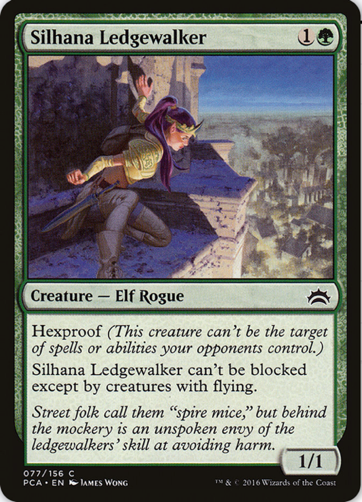 Silhana Ledgewalker 1
Creature — Elf Rogue
Hexproof (This creature can't be the target
of spells or abilities your opponents control.)
Silhana Ledgewalker can't be blocked
except by creatures with flying.
Street folk call them "spire mice," but behind
the mockery is an unspoken envy of the
ledgewalkers' skill at avoiding harm.
1/1
077/156 C
PCA • EN James Wong
™ & © 2016 Wizards of the Coast